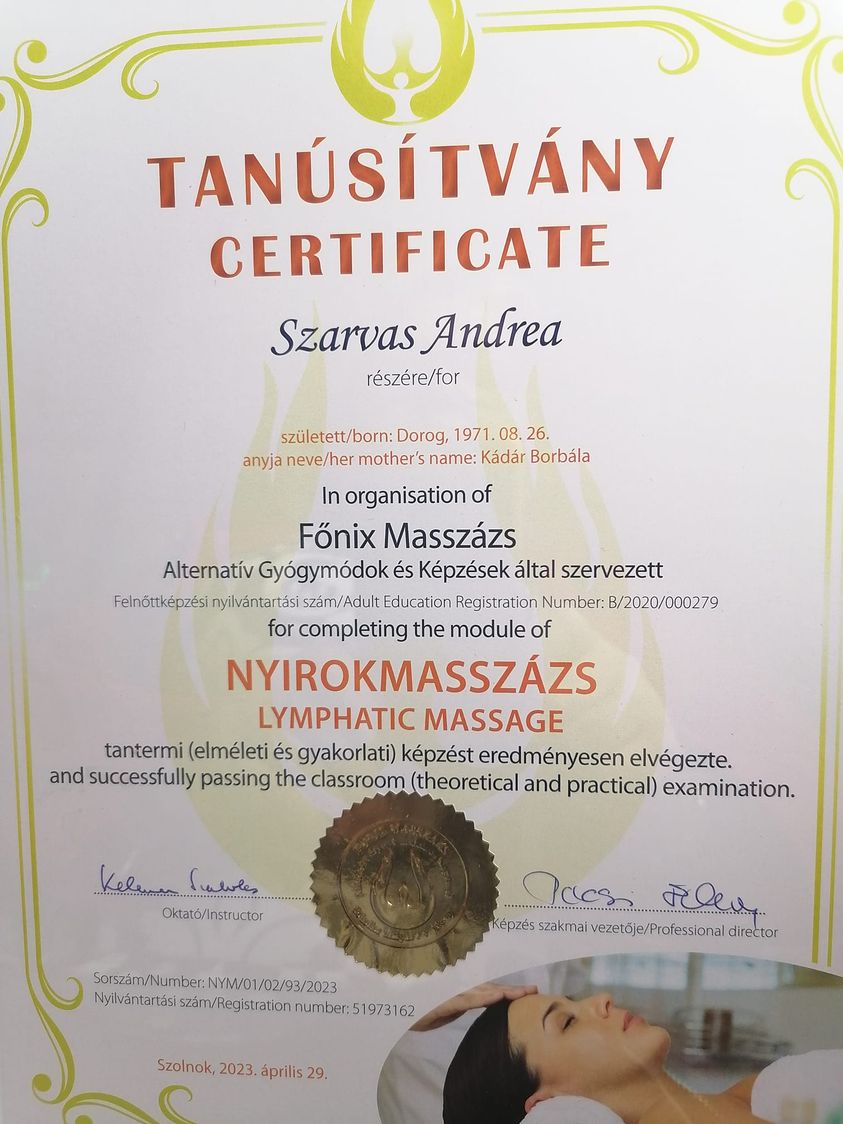 TANÚSÍTVÁNY
CERTIFICATE
Szarvas Andrea
részére/for
született/born: Dorog, 1971. 08. 26.
anyja neve/her mother's name: Kádár Borbála
In organisation of
Főnix Masszázs
Alternatív Gyógymódok és Képzések által szervezett
Felnőttképzési nyilvántartási szám/Adult Education Registration Number: B/2020/000279
for completing the module of
NYIROKMASSZÁZS
LYMPHATIC MASSAGE
tantermi (elméleti és gyakorlati) képzést eredményesen elvégezte.
and successfully passing the classroom (theoretical and practical) examination.
Oktató/Instructor
Képzés szakmai vezetője/Professional director
Sorszám/Number: NYM/01/02/93/2023
Nyilvántartási szám/Registration number: 51973162
Szolnok, 2023. április 29.